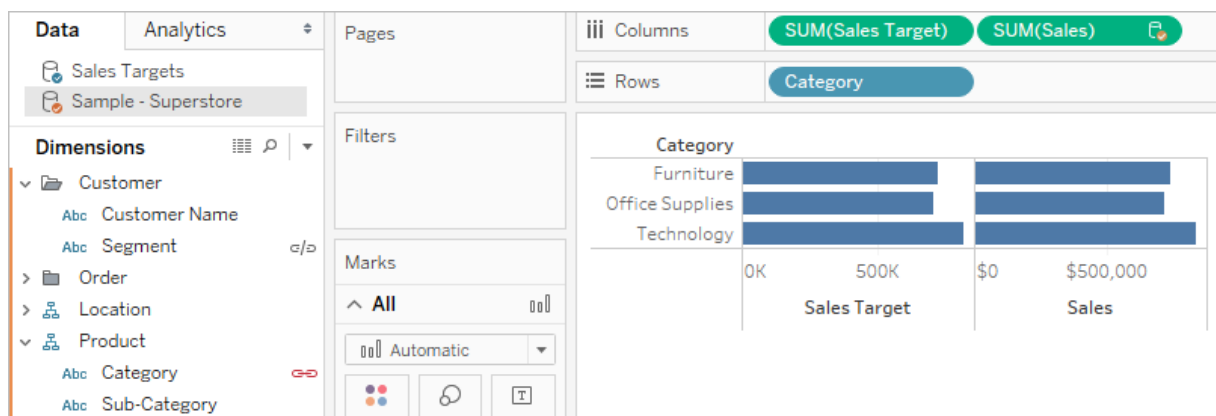 Data Analytics
Sales Targets
Sample - Superstore
Dimensions
Customer
Abc Customer Name
Abc Segment
Order
Location
Product
Abc Category
Abc Sub-Category
Pages
Filters
Marks
All
Automatic
T
Columns SUM(Sales Target) SUM(Sales)
Rows Category
Category
Furniture
Office Supplies
Technology
0K 500K $0 $500,000
Sales Target Sales